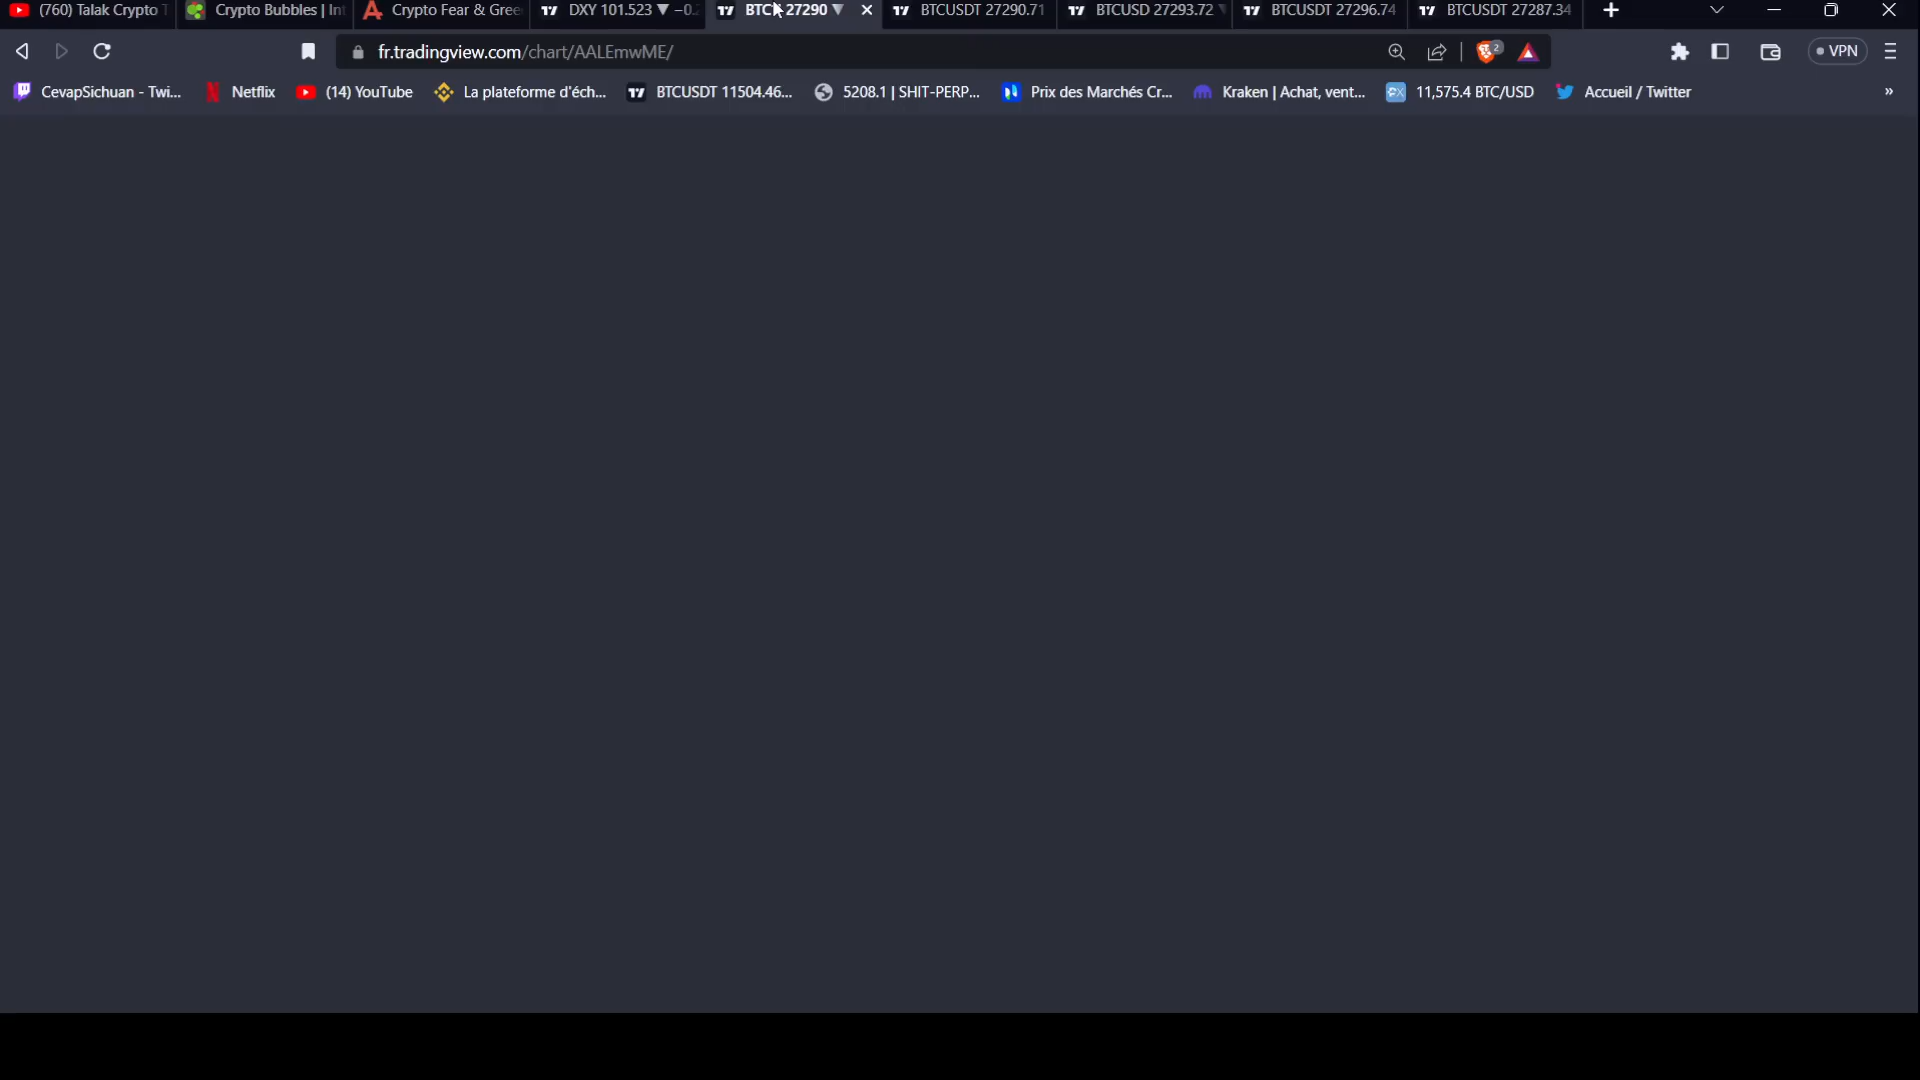 (760) Talak Crypto T
Crypto Bubbles | Int
Crypto Fear & Gree
DXY 101.523 ▼ −0.
27290 ▼
BTCUSDT 27290.71
BTCUSD 27293.72 ▼
BTCUSDT 27296.74
BTCUSDT 27287.34
fr.tradingview.com/chart/AALEmwME/
2
VPN
CevapSichuan - Twi...
Netflix
(14) YouTube
La plateforme d'éch...
BTCUSDT 11504.46...
5208.1 | SHIT-PERP...
Prix des Marchés Cr...
Kraken | Achat, vent...
11,575.4 BTC/USD
Accueil / Twitter
»